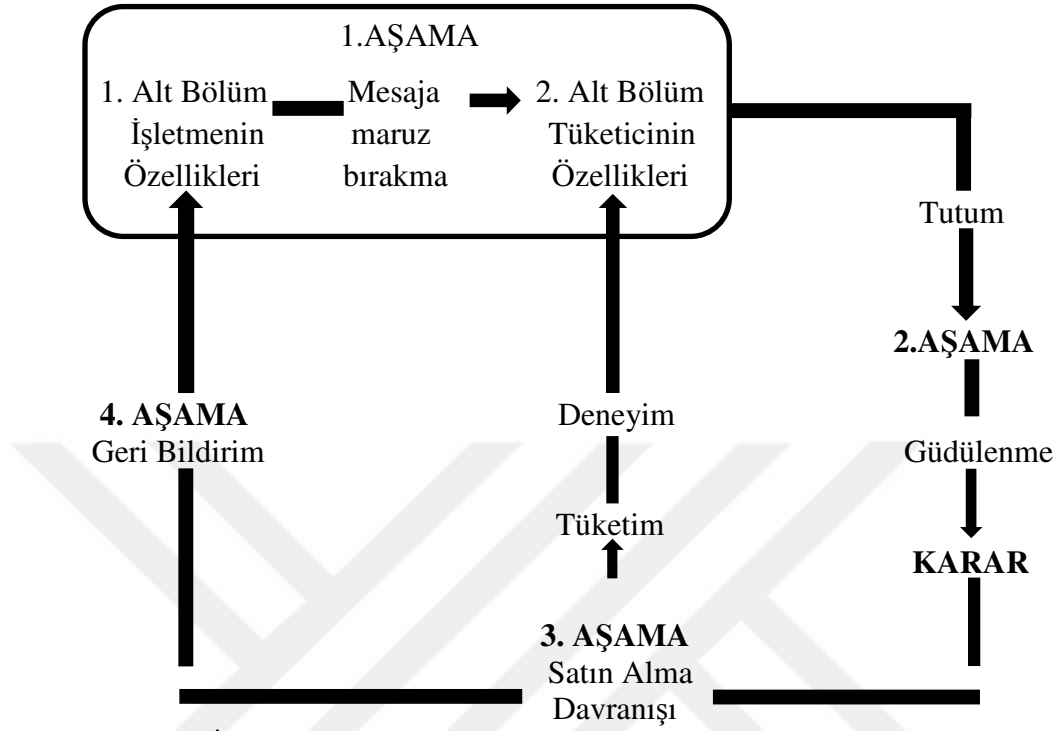 1.AŞAMA
1. Alt Bölüm
İşletmenin
Özellikleri
Mesaja
maruz
bırakma
2. Alt Bölüm
Tüketicinin
Özellikleri
Tutum
2.AŞAMA
Güdülenme
KARAR
4. AŞAMA
Geri Bildirim
Deneyim
Tüketim
3. AŞAMA
Satın Alma
Davranışı